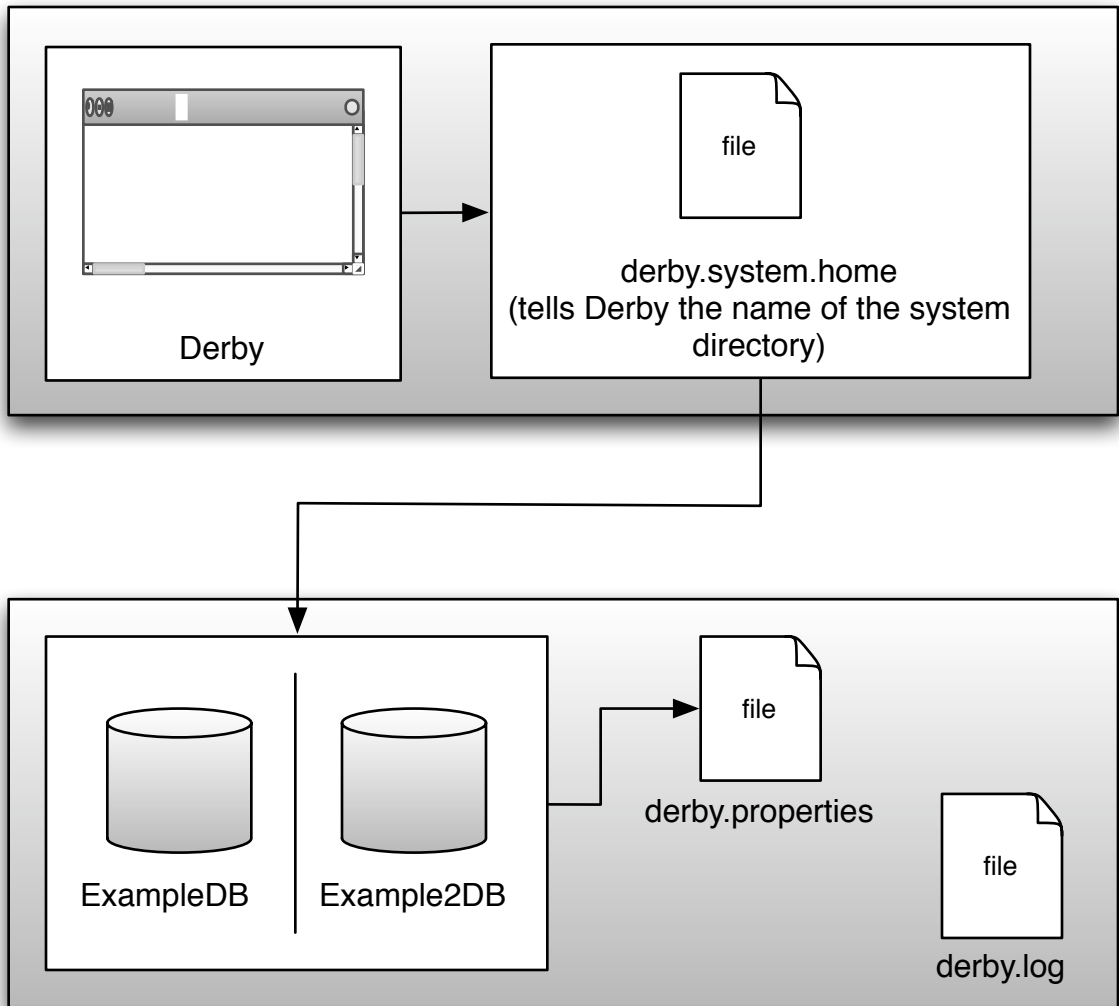 file
derby.system.home
(tells Derby the name of the system
directory)
Derby
file
derby.properties
ExampleDB
Example2DB
file
derby.log